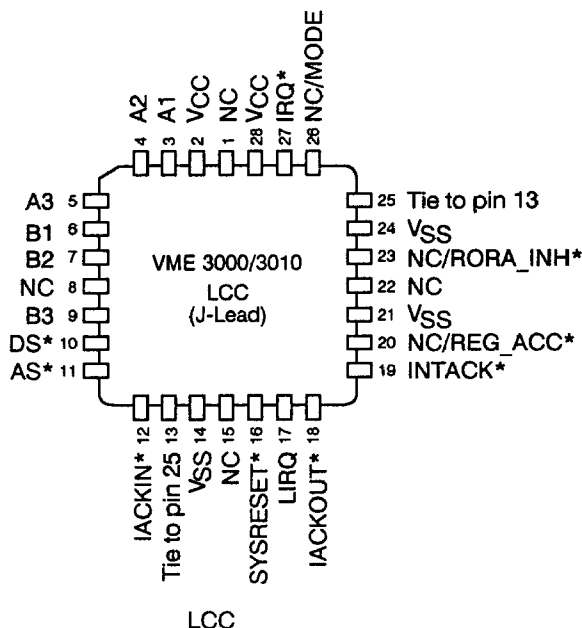 A2
A1
VCC
NC
VCC
IRQ*
NC/MODE
4
3
2
1
28
27
26
A3 5
B1 6
B2 7
NC 8
B3 9
DS* 10
AS* 11
VME 3000/3010
LCC
(J-Lead)
25 Tie to pin 13
24 VSS
23 NC/RORA_INH*
22 NC
21 VSS
20 NC/REG_ACC*
19 INTACK*
12
13
14
15
16
17
18
IACKIN*
Tie to pin 25
VSS
NC
SYSRESET*
LIRQ
IACKOUT*
LCC